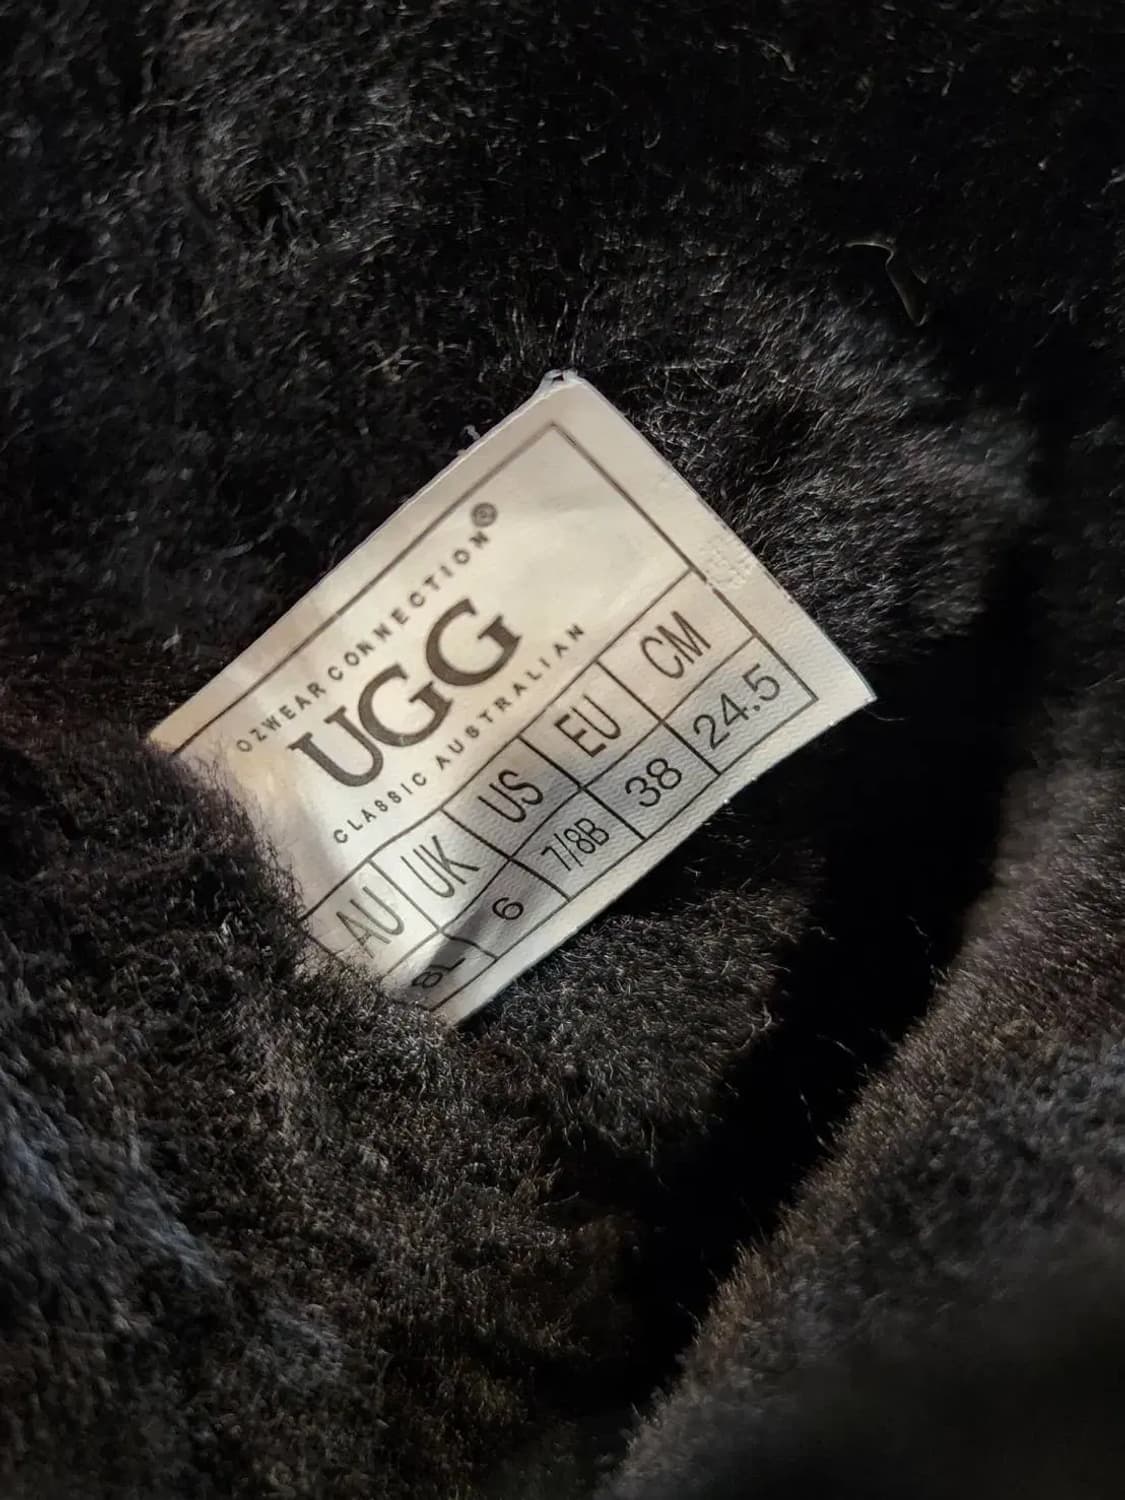 OZWEAR CONNECTION®
UGG
CLASSIC AUSTRALIAN
AU UK US EU CM
8L 6 7/8B 38 24.5